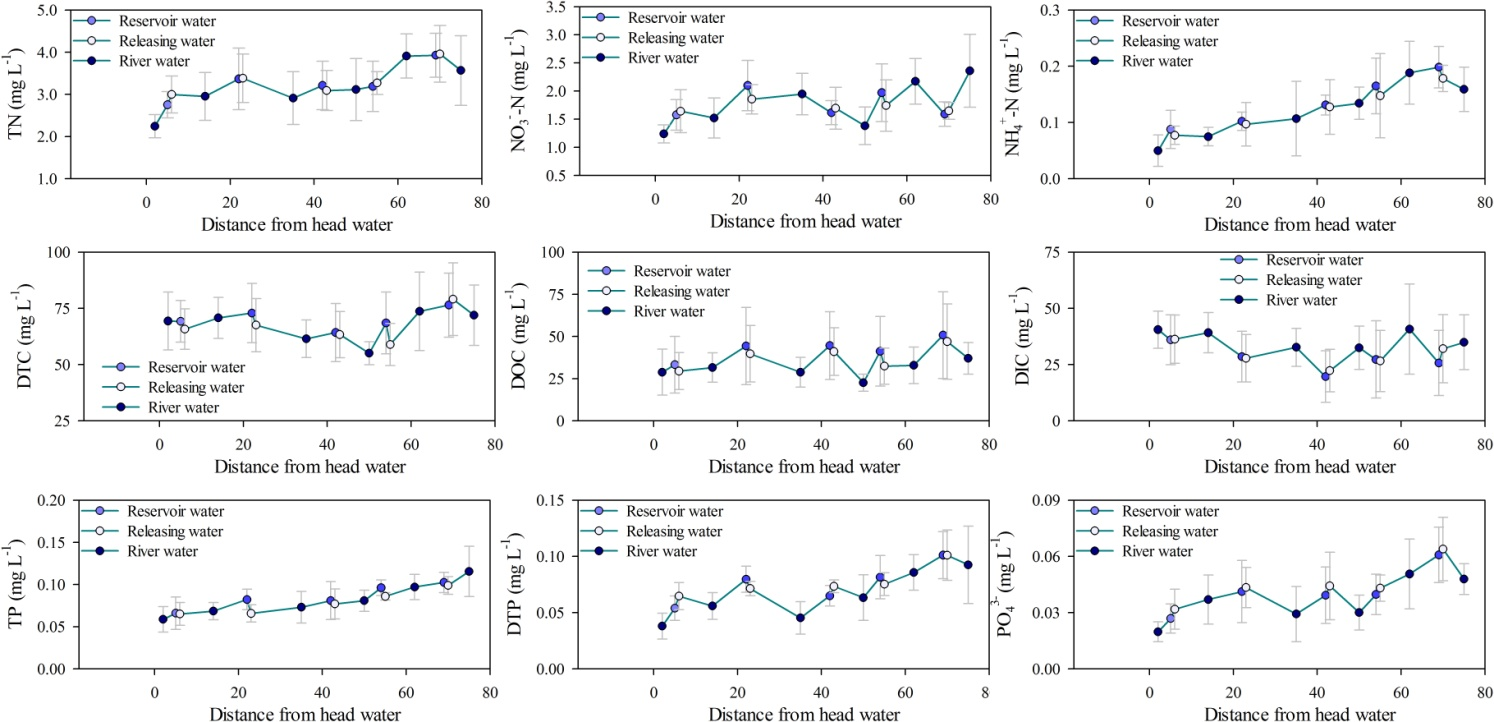 5.0
4.0
3.0
2.0
1.0
TN (mg L⁻¹)
Reservoir water
Releasing water
River water
0 20 40 60 80
Distance from head water
3.5
3.0
2.5
2.0
1.5
1.0
0.5
NO₃⁻-N (mg L⁻¹)
Reservoir water
Releasing water
River water
0 20 40 60 80
Distance from head water
0.3
0.2
0.1
0.0
NH₄⁺-N (mg L⁻¹)
Reservoir water
Releasing water
River water
0 20 40 60 80
Distance from head water
100
75
50
25
DTC (mg L⁻¹)
Reservoir water
Releasing water
River water
0 20 40 60 80
Distance from head water
100
75
50
25
0
DOC (mg L⁻¹)
Reservoir water
Releasing water
River water
0 20 40 60 80
Distance from head water
75
50
25
0
DIC (mg L⁻¹)
Reservoir water
Releasing water
River water
0 20 40 60 80
Distance from head water
0.20
0.15
0.10
0.05
0.00
TP (mg L⁻¹)
Reservoir water
Releasing water
River water
0 20 40 60 80
Distance from head water
0.15
0.10
0.05
0.00
DTP (mg L⁻¹)
Reservoir water
Releasing water
River water
0 20 40 60 8
Distance from head water
0.09
0.06
0.03
0.00
PO₄³⁻ (mg L⁻¹)
Reservoir water
Releasing water
River water
0 20 40 60 80
Distance from head water